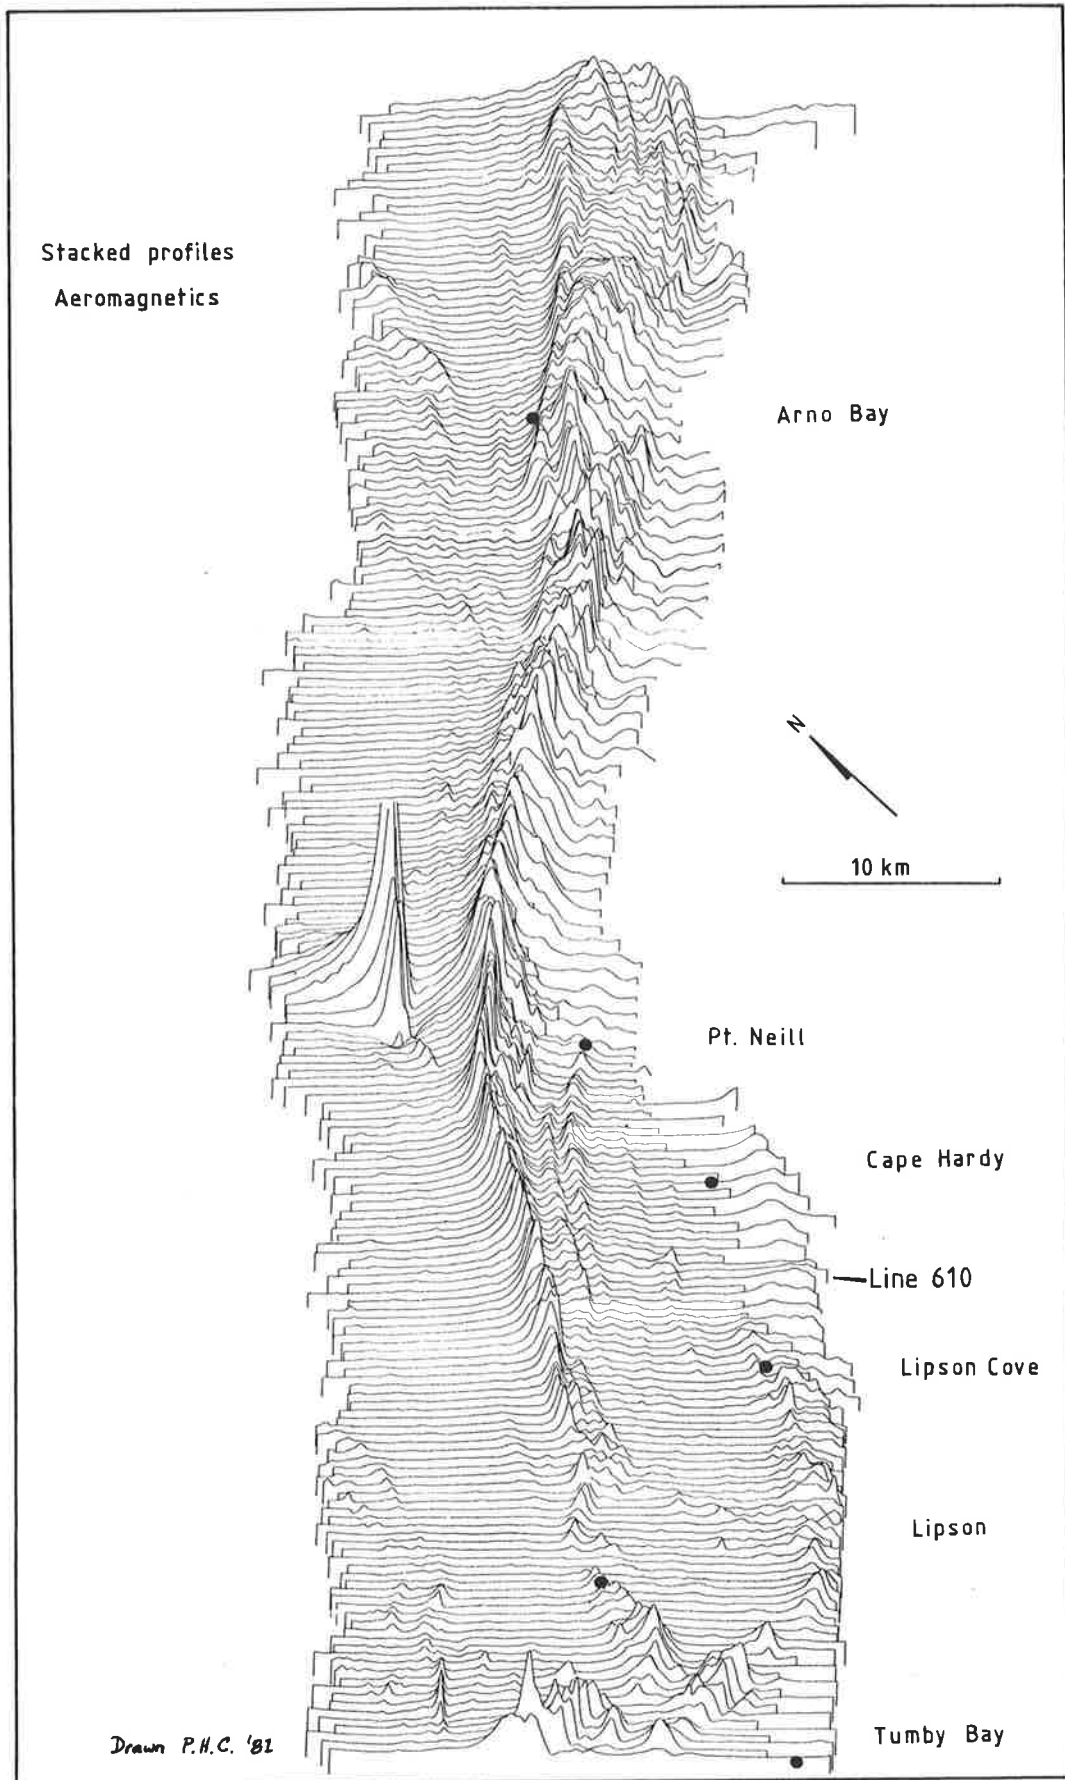 Stacked profiles
Aeromagnetics
Arno Bay
N
10 km
Pt. Neill
Cape Hardy
Line 610
Lipson Cove
Lipson
Tumby Bay
Drawn P.H.C. '82